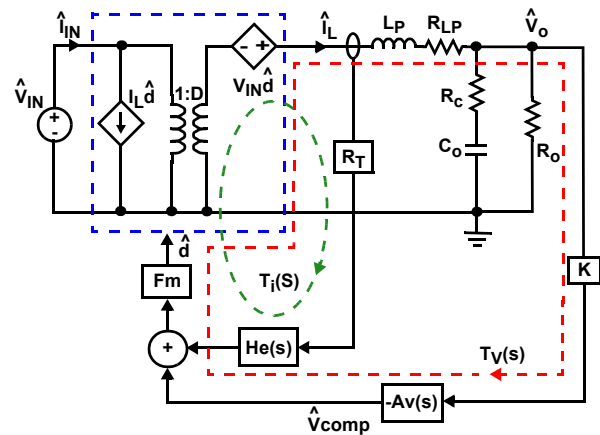 Î_IN
Î_L
L_P
R_LP
V̂_o
V̂_IN
I_L d̂
1:D
- +
V_IN d̂
R_c
+
-
R_T
C_o
R_o
d̂
T_i(S)
K
Fm
+
He(s)
T_V(s)
-Av(s)
V̂comp